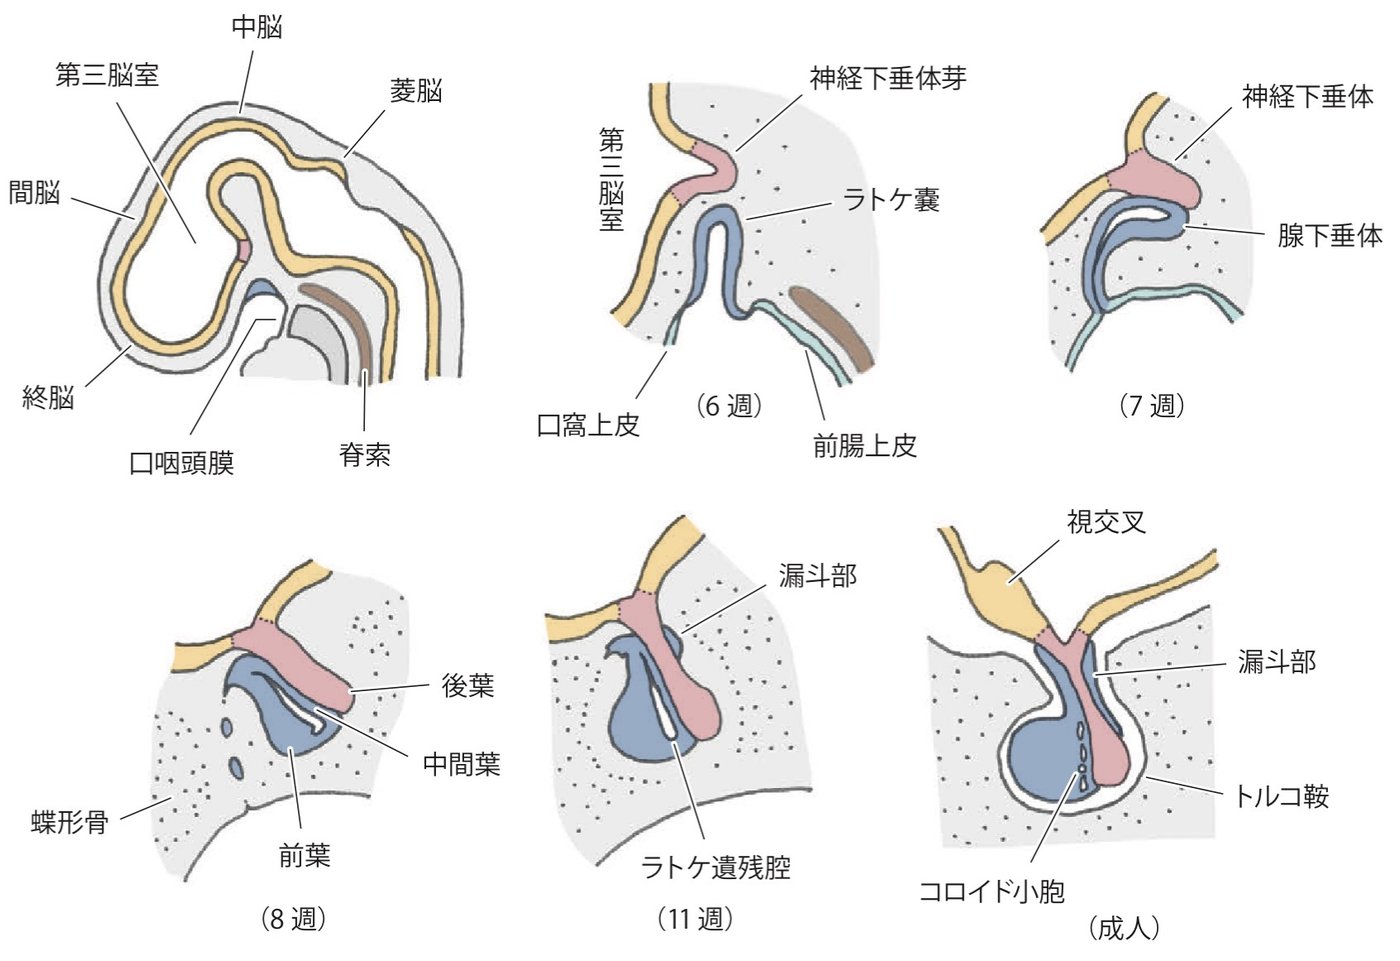 中脳
第三脳室
菱脳
間脳
終脳
口咽頭膜
脊索
神経下垂体芽
第三脳室
ラトケ嚢
口窩上皮
前腸上皮
(6 週)
神経下垂体
腺下垂体
(7 週)
後葉
中間葉
蝶形骨
前葉
(8 週)
漏斗部
ラトケ遺残腔
(11 週)
視交叉
漏斗部
トルコ鞍
コロイド小胞
(成人)